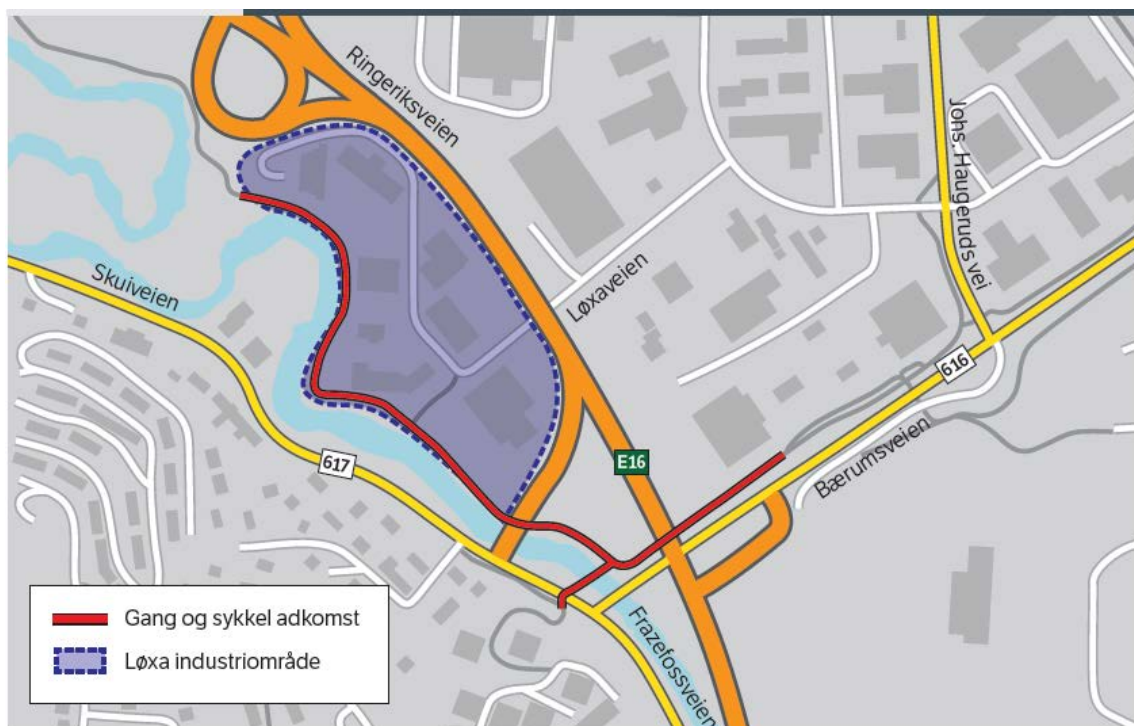 Ringeriksveien
Johs. Haugeruds vei
Skuiveien
Løxaveien
616
617
E16
Bærumsveien
Frazefossveien
Gang og sykkel adkomst
Løxa industriområde